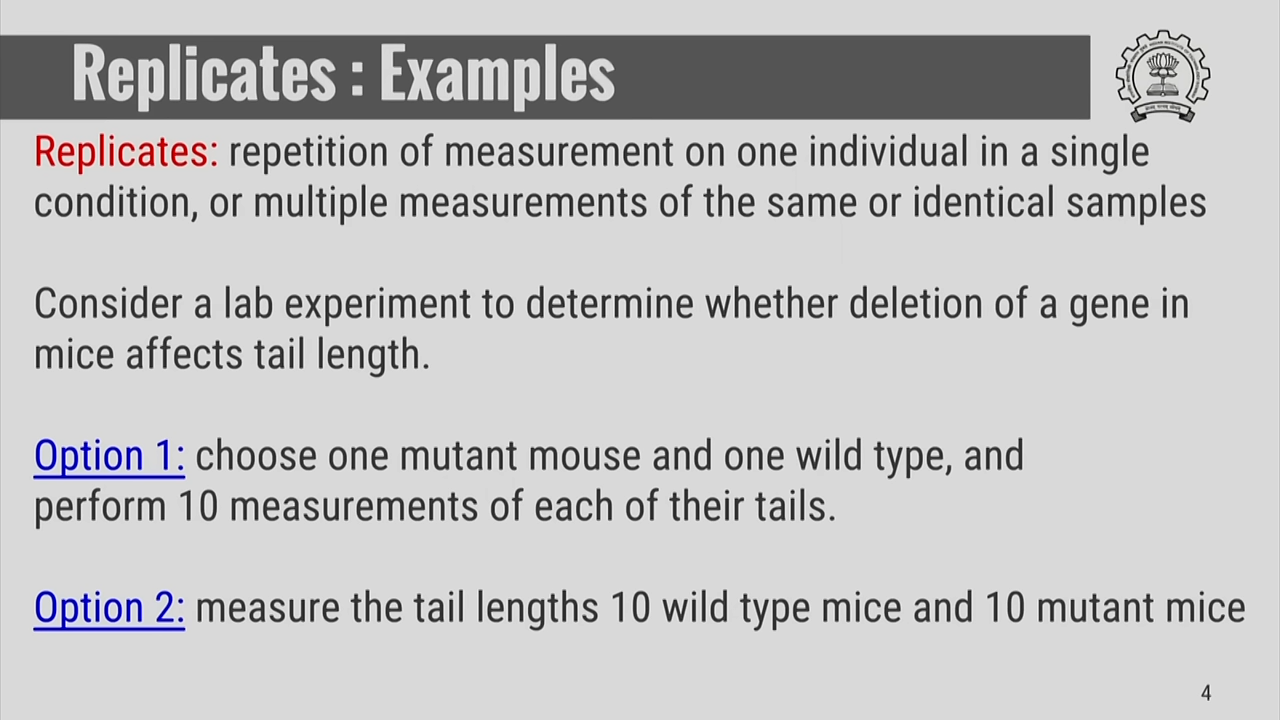 Replicates : Examples
Replicates: repetition of measurement on one individual in a single
condition, or multiple measurements of the same or identical samples
Consider a lab experiment to determine whether deletion of a gene in
mice affects tail length.
Option 1: choose one mutant mouse and one wild type, and
perform 10 measurements of each of their tails.
Option 2: measure the tail lengths 10 wild type mice and 10 mutant mice
4